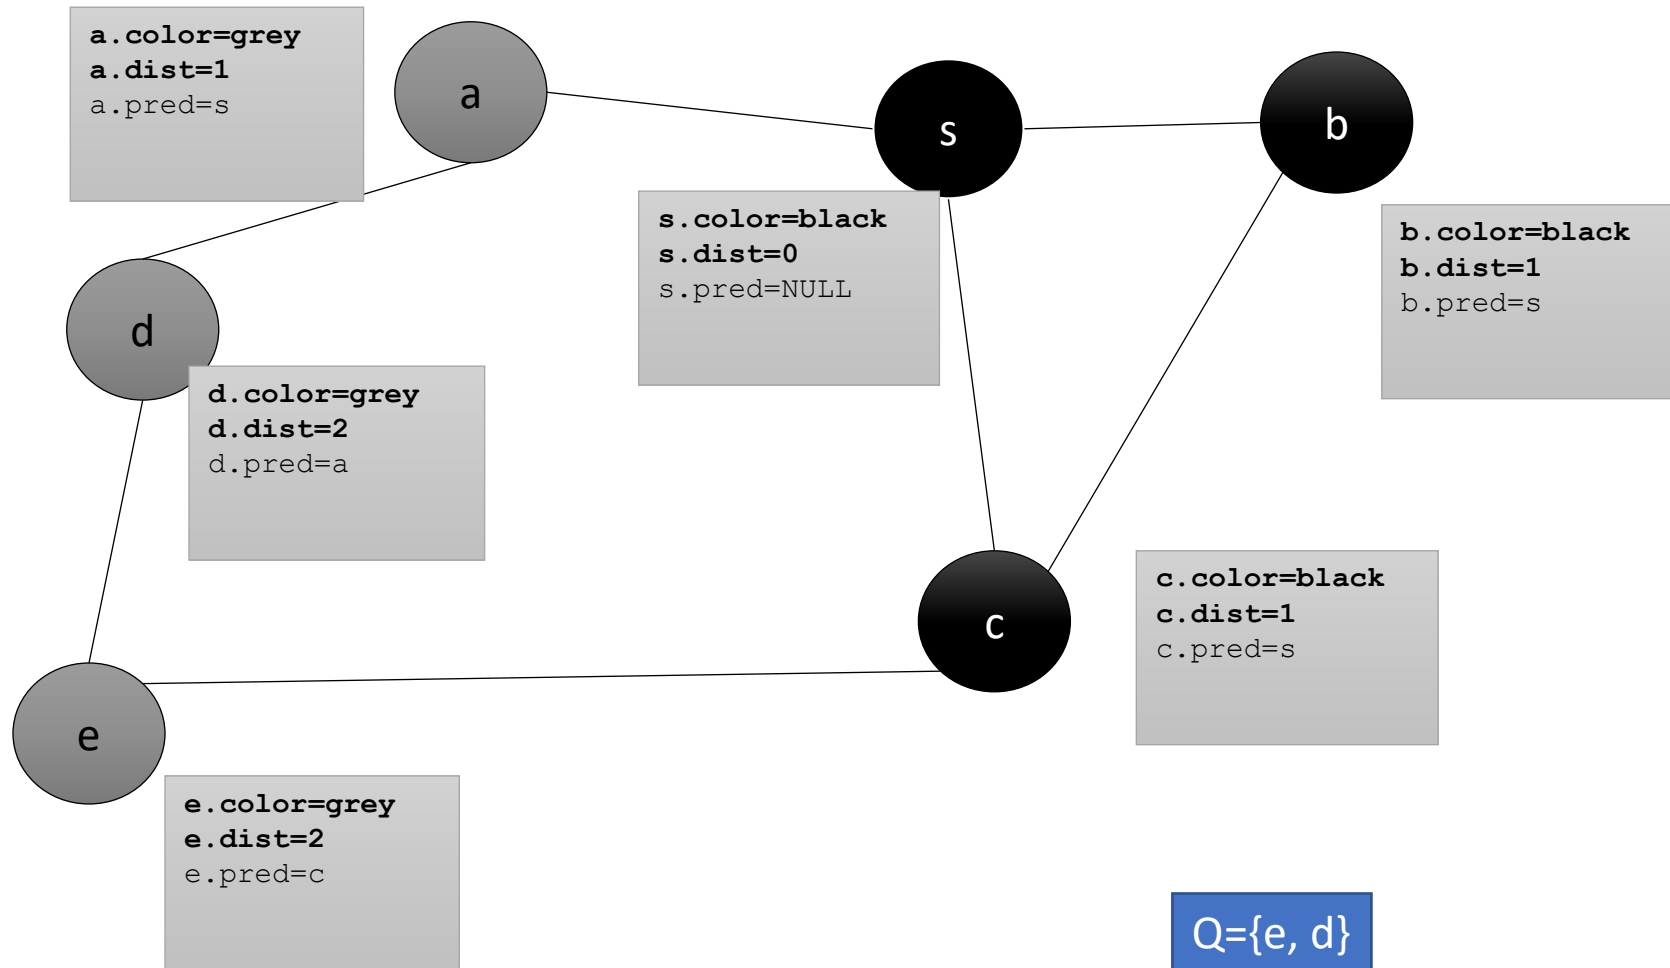 a.color=grey
a.dist=1
a.pred=s
a
s
b
s.color=black
s.dist=0
s.pred=NULL
b.color=black
b.dist=1
b.pred=s
d
d.color=grey
d.dist=2
d.pred=a
c
c.color=black
c.dist=1
c.pred=s
e
e.color=grey
e.dist=2
e.pred=c
Q={e, d}